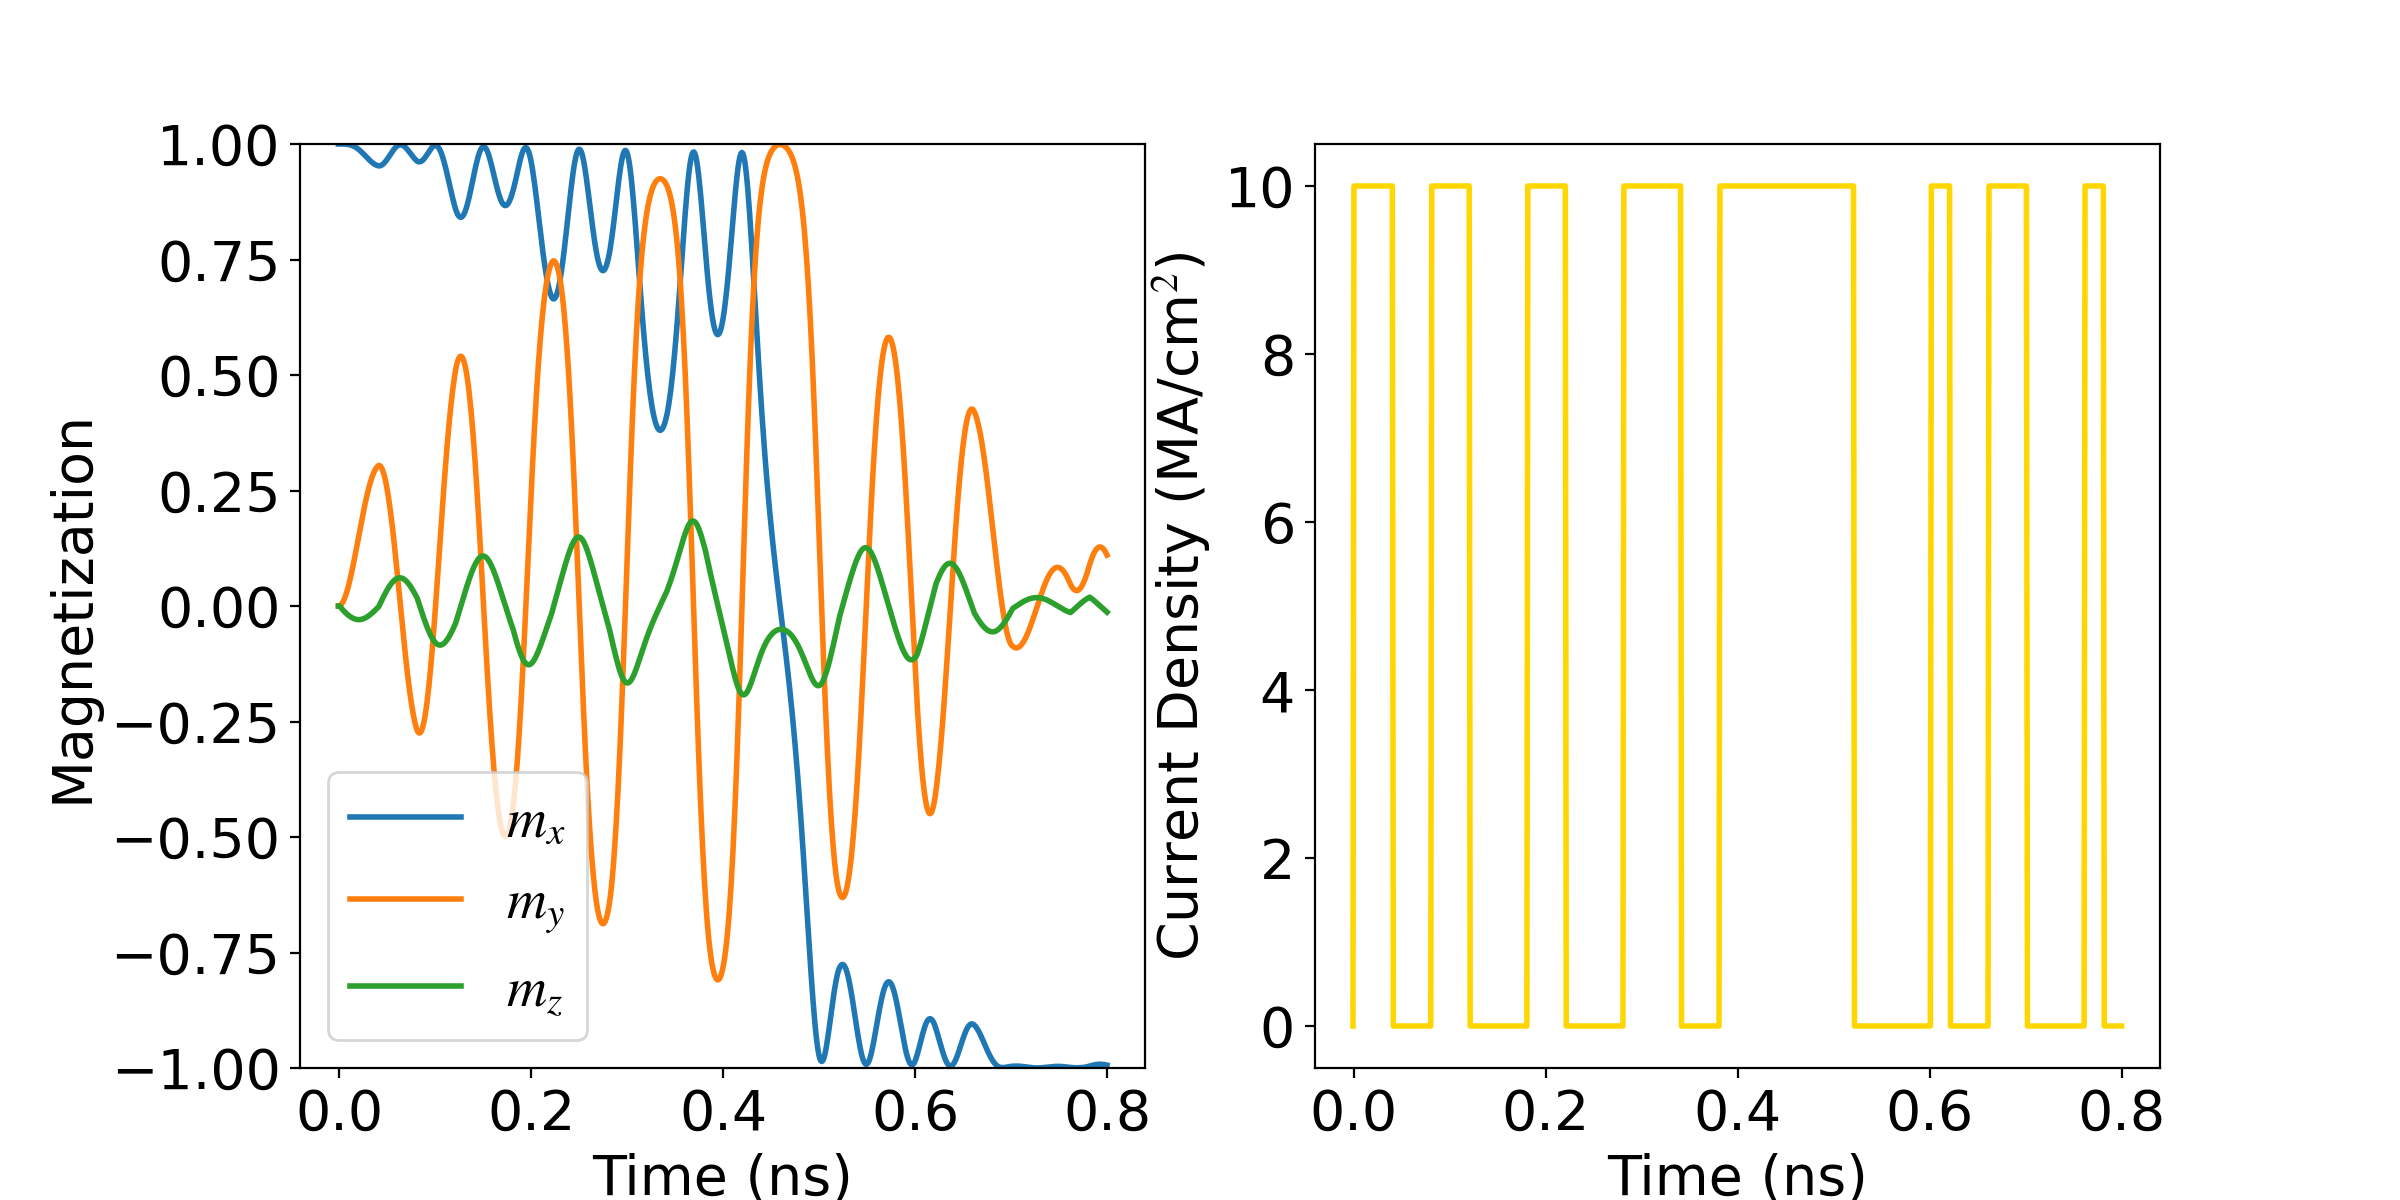 1.00
0.75
0.50
0.25
0.00
−0.25
−0.50
−0.75
−1.00
Magnetization
m_x
m_y
m_z
0.0 0.2 0.4 0.6 0.8
Time (ns)
10
8
6
4
2
0
Current Density (MA/cm²)
0.0 0.2 0.4 0.6 0.8
Time (ns)